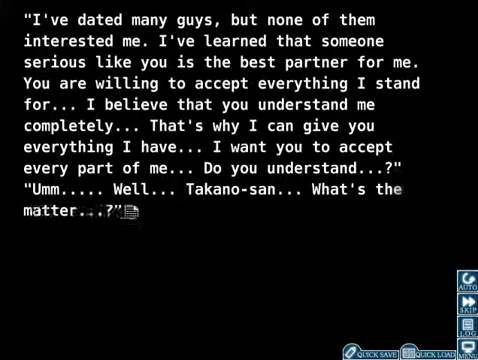 "I've dated many guys, but none of them
interested me. I've learned that someone
serious like you is the best partner for me.
You are willing to accept everything I stand
for... I believe that you understand me
completely... That's why I can give you
everything I have... I want you to accept
every part of me... Do you understand...?"
"Umm..... Well... Takano-san... What's the
matter...?"
AUTO
SKIP
LOG
MENU
QUICK SAVE QUICK LOAD